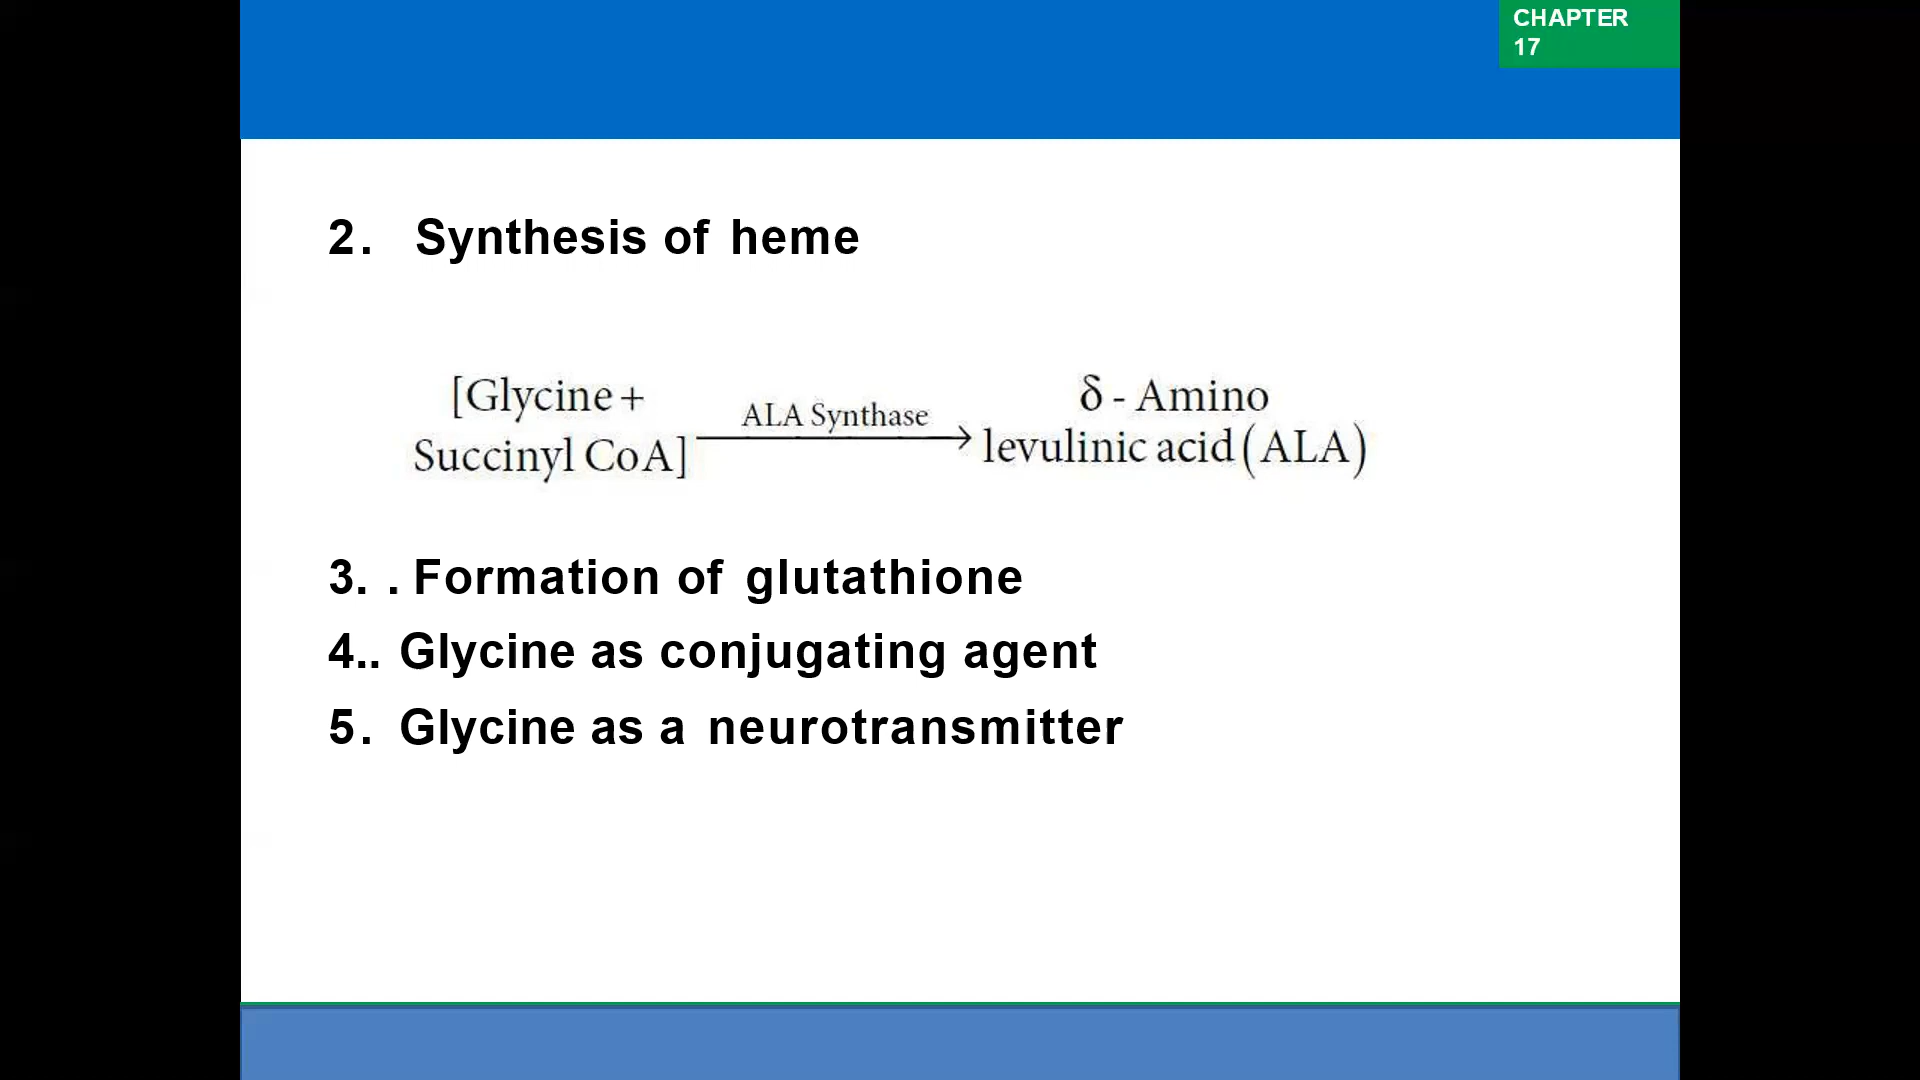 CHAPTER
17
2. Synthesis of heme
[Glycine +
Succinyl CoA]
ALA Synthase
δ - Amino
levulinic acid (ALA)
3. . Formation of glutathione
4.. Glycine as conjugating agent
5. Glycine as a neurotransmitter